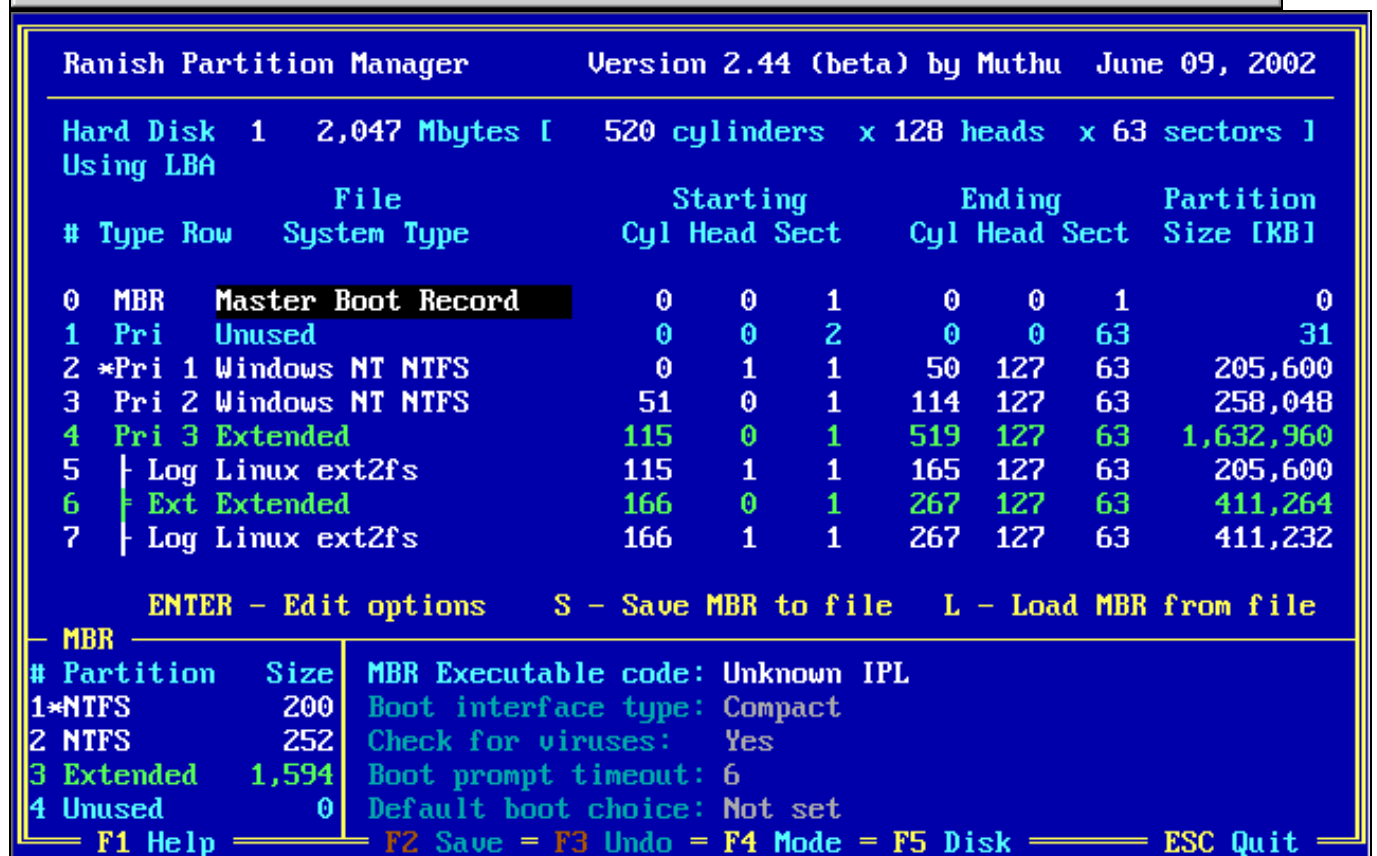 Ranish Partition Manager Version 2.44 (beta) by Muthu June 09, 2002
Hard Disk 1 2,047 Mbytes [ 520 cylinders x 128 heads x 63 sectors ]
Using LBA
File Starting Ending Partition
# Type Row System Type Cyl Head Sect Cyl Head Sect Size [KB]
0 MBR Master Boot Record 0 0 1 0 0 1 0
1 Pri Unused 0 0 2 0 0 63 31
2 *Pri 1 Windows NT NTFS 0 1 1 50 127 63 205,600
3 Pri 2 Windows NT NTFS 51 0 1 114 127 63 258,048
4 Pri 3 Extended 115 0 1 519 127 63 1,632,960
5 ├ Log Linux ext2fs 115 1 1 165 127 63 205,600
6 ╞ Ext Extended 166 0 1 267 127 63 411,264
7 ├ Log Linux ext2fs 166 1 1 267 127 63 411,232
ENTER - Edit options S - Save MBR to file L - Load MBR from file
MBR
# Partition Size MBR Executable code: Unknown IPL
1*NTFS 200 Boot interface type: Compact
2 NTFS 252 Check for viruses: Yes
3 Extended 1,594 Boot prompt timeout: 6
4 Unused 0 Default boot choice: Not set
F1 Help = F2 Save = F3 Undo = F4 Mode = F5 Disk = ESC Quit